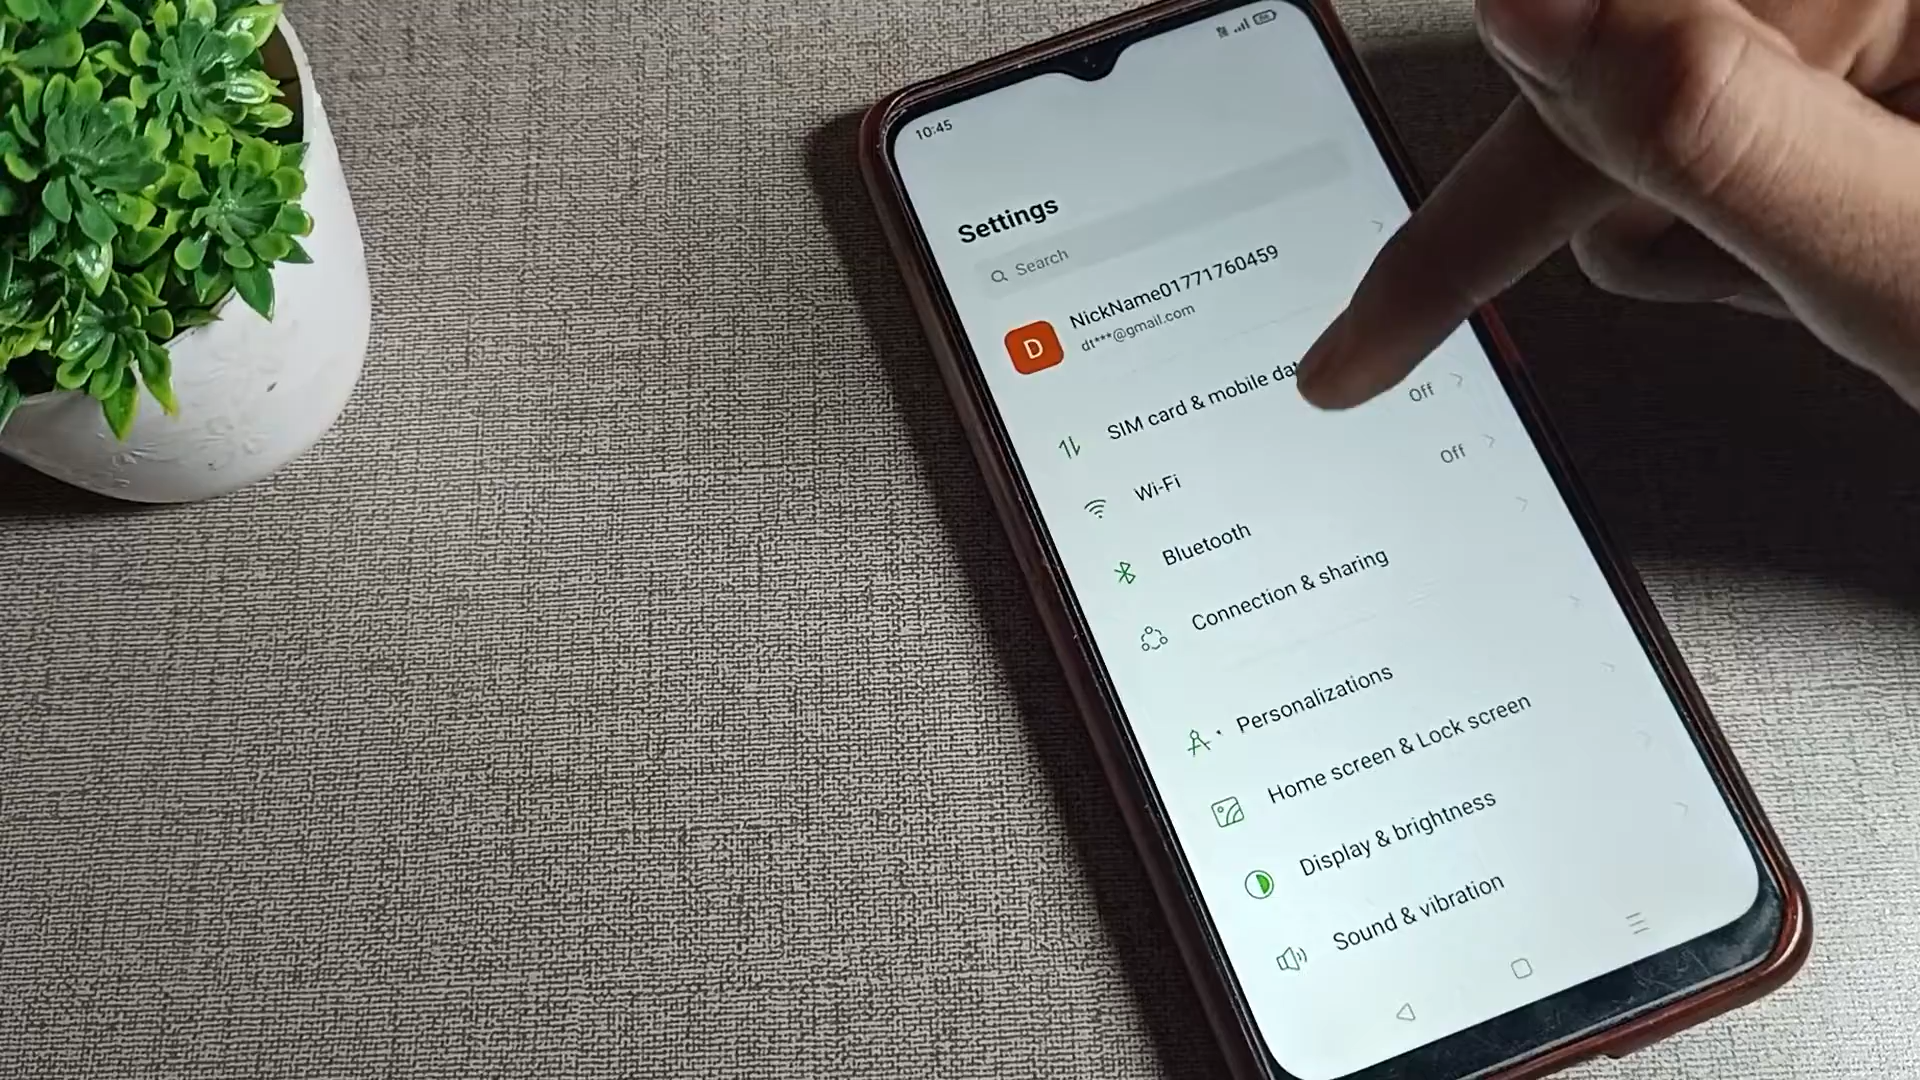 10:45
Settings
Search
NickName01771760459
D
dt***@gmail.com
SIM card & mobile dat
Wi-Fi
Off
Bluetooth
Off
Connection & sharing
Personalizations
Home screen & Lock screen
Display & brightness
Sound & vibration